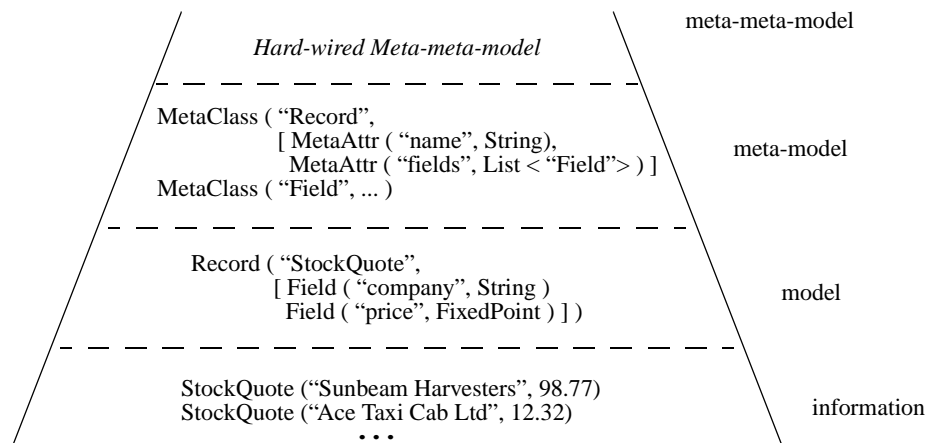 meta-meta-model
Hard-wired Meta-meta-model
MetaClass ( “Record”,
[ MetaAttr ( “name”, String),
MetaAttr ( “fields”, List < “Field”> ) ]
MetaClass ( “Field”, ... )
meta-model
Record ( “StockQuote”,
[ Field ( “company”, String )
Field ( “price”, FixedPoint ) ] )
model
StockQuote (“Sunbeam Harvesters”, 98.77)
StockQuote (“Ace Taxi Cab Ltd”, 12.32)
...
information